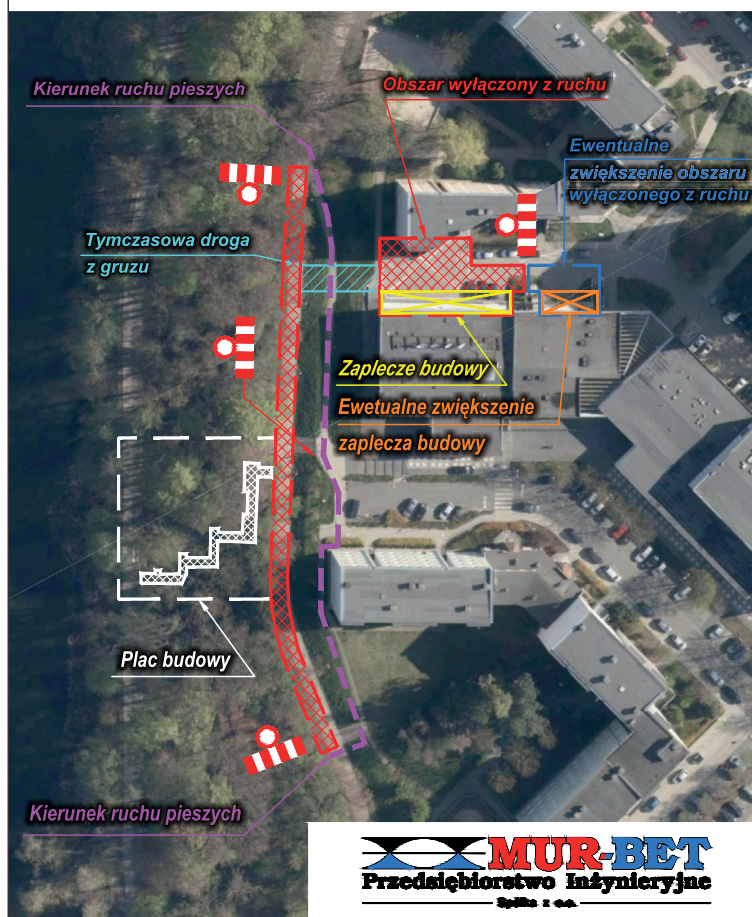 Kierunek ruchu pieszych
Obszar wyłączony z ruchu
Ewentualne
zwiększenie obszaru
wyłączonego z ruchu
Tymczasowa droga
z gruzu
Zaplecze budowy
Ewetualne zwiększenie
zaplecza budowy
Plac budowy
Kierunek ruchu pieszych
MUR-BET
Przedsiębiorstwo Inżynieryjne
Spółka z o.o.